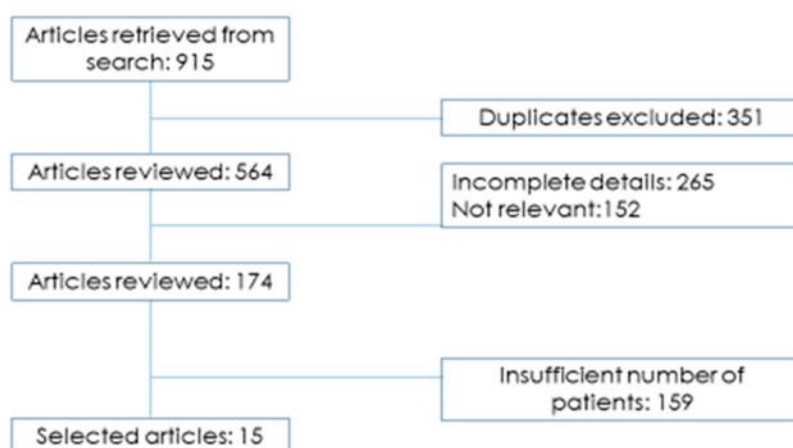 Articles retrieved from
search: 915
Duplicates excluded: 351
Articles reviewed: 564
Incomplete details: 265
Not relevant:152
Articles reviewed: 174
Insufficient number of
patients: 159
Selected articles: 15